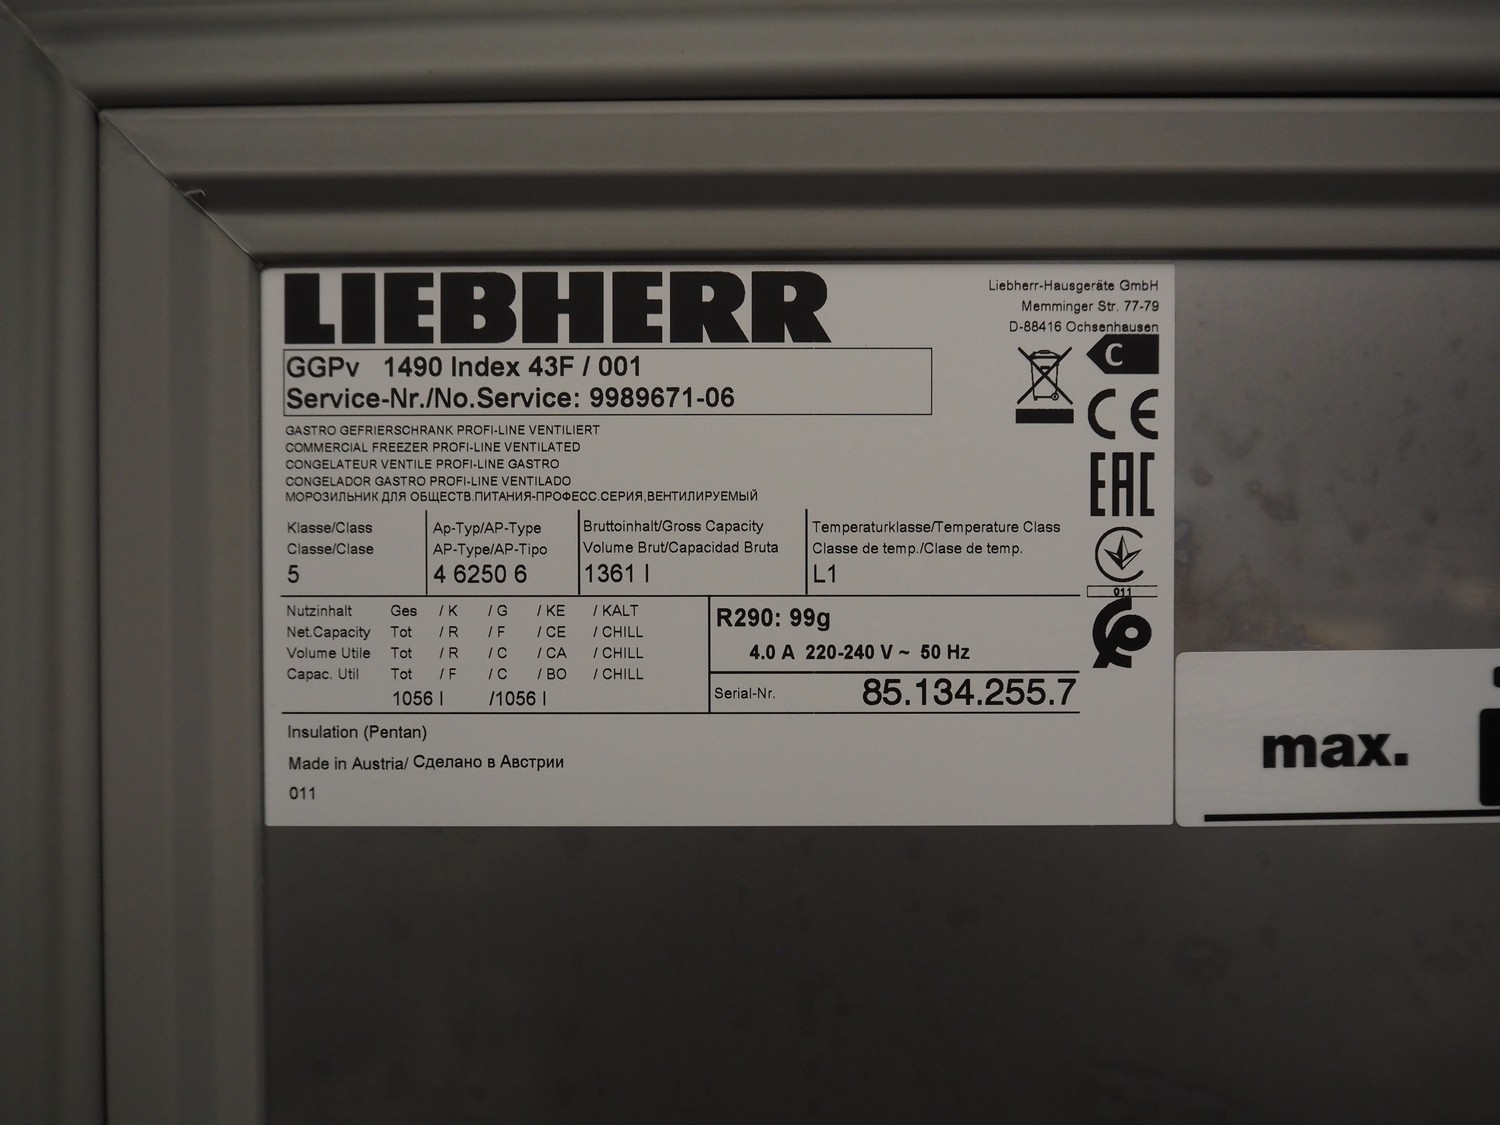 LIEBHERR
Liebherr-Hausgeräte GmbH
Memminger Str. 77-79
D-88416 Ochsenhausen
GGPv 1490 Index 43F / 001
Service-Nr./No.Service: 9989671-06
C
CE
EAC
011
GASTRO GEFRIERSCHRANK PROFI-LINE VENTILIERT
COMMERCIAL FREEZER PROFI-LINE VENTILATED
CONGELATEUR VENTILE PROFI-LINE GASTRO
CONGELADOR GASTRO PROFI-LINE VENTILADO
МОРОЗИЛЬНИК ДЛЯ ОБЩЕСТВ.ПИТАНИЯ-ПРОФЕСС.СЕРИЯ,ВЕНТИЛИРУЕМЫЙ
Klasse/Class
Classe/Clase
5
Ap-Typ/AP-Type
AP-Type/AP-Tipo
4 6250 6
Bruttoinhalt/Gross Capacity
Volume Brut/Capacidad Bruta
1361 l
Temperaturklasse/Temperature Class
Classe de temp./Clase de temp.
L1
Nutzinhalt Ges / K / G / KE / KALT
Net.Capacity Tot / R / F / CE / CHILL
Volume Utile Tot / R / C / CA / CHILL
Capac. Util Tot / F / C / BO / CHILL
1056 l /1056 l
R290: 99g
4.0 A 220-240 V ~ 50 Hz
Serial-Nr. 85.134.255.7
Insulation (Pentan)
Made in Austria/ Сделано в Австрии
011
max.